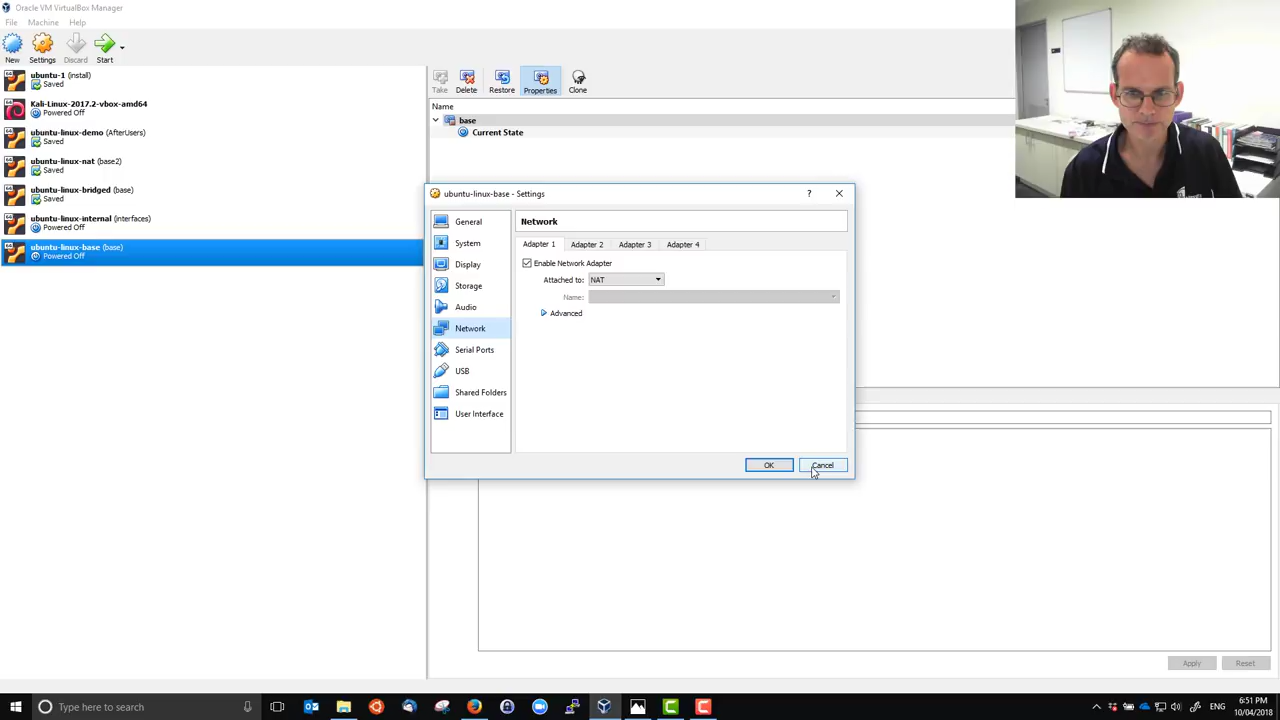 Oracle VM VirtualBox Manager
File Machine Help
New Settings Discard Start
ubuntu-1 (install)
Saved
Kali-Linux-2017.2-vbox-amd64
Powered Off
ubuntu-linux-demo (AfterUsers)
Saved
ubuntu-linux-nat (base2)
Saved
ubuntu-linux-bridged (base)
Saved
ubuntu-linux-internal (interfaces)
Powered Off
ubuntu-linux-base (base)
Powered Off
Take Delete Restore Properties Clone
Name
base
Current State
ubuntu-linux-base - Settings
?
General
System
Display
Storage
Audio
Network
Serial Ports
USB
Shared Folders
User Interface
Network
Adapter 1 Adapter 2 Adapter 3 Adapter 4
Enable Network Adapter
Attached to: NAT
Name:
Advanced
OK Cancel
Apply Reset
Type here to search
6:51 PM
10/04/2018